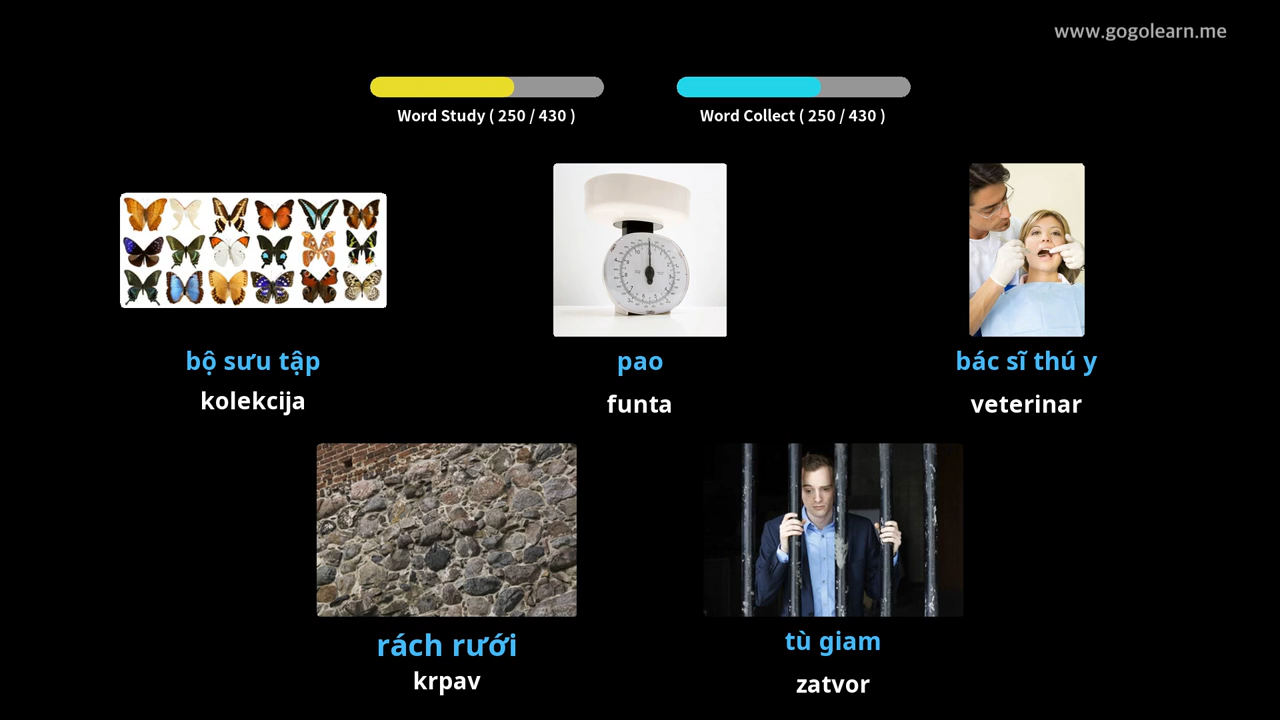 www.gogolearn.me
Word Study ( 250 / 430 )
Word Collect ( 250 / 430 )
bộ sưu tập
kolekcija
pao
funta
bác sĩ thú y
veterinar
rách rưới
krpav
tù giam
zatvor